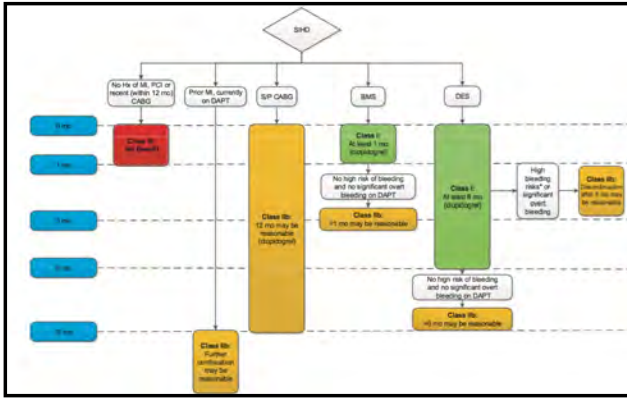 SIHD
No Hx of MI, PCI or
recent (within 12 mo)
CABG
Prior MI, currently
on DAPT
S/P CABG
BMS
DES
0 mo
Class III:
No Benefit
Class I:
At least 1 mo
(clopidogrel)
1 mo
No high risk of bleeding
and no significant overt
bleeding on DAPT
Class IIb:
>1 mo may be reasonable
Class IIb:
12 mo may be
reasonable
(clopidogrel)
Class I:
At least 6 mo
(clopidogrel)
High
bleeding
risk* or
significant
overt
bleeding
Class IIb:
Discontinuation
after 3 mo may
be reasonable
mo
mo
No high risk of bleeding
and no significant overt
bleeding on DAPT
Class IIb:
>6 mo may be reasonable
mo
Class IIb:
Further
continuation
may be
reasonable